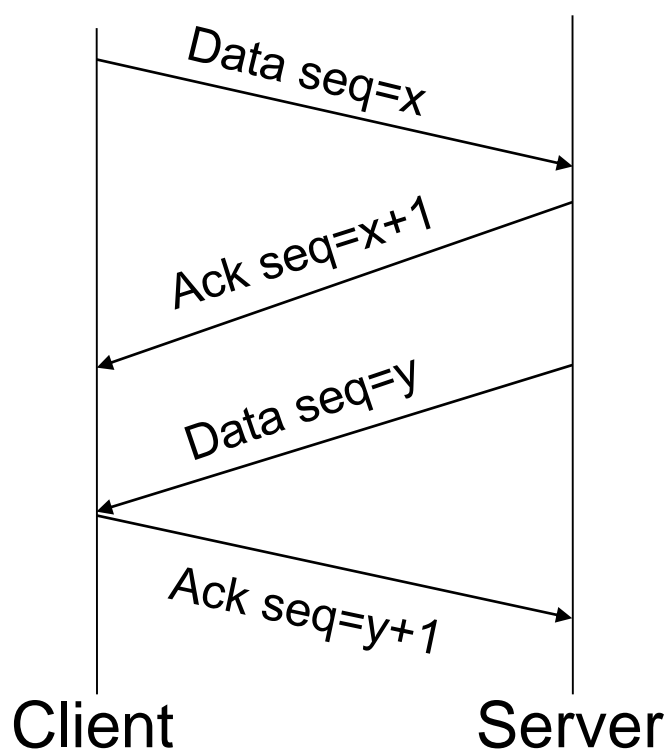 Data seq=x
Ack seq=x+1
Data seq=y
Ack seq=y+1
Client
Server